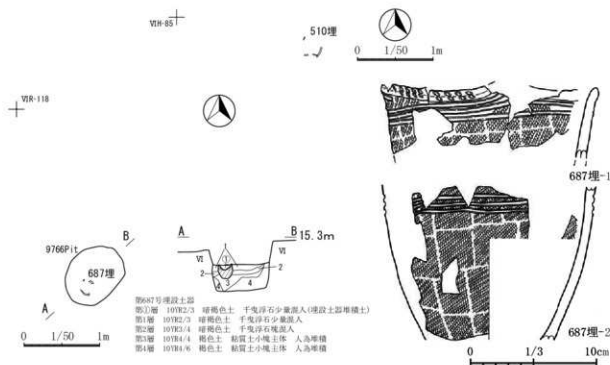 VIH-85
510埋
0 1/50 1m
VIR-118
687埋-1
A
B 15.3m
VI
VI
1
①
2
2
3
4
4
9766Pit
B
687埋
A
0 1/50 1m
第687号埋設土器
第①層 10YR2/3 暗褐色土 千曳浮石少量混入(埋設土器堆積土)
第1層 10YR2/3 暗褐色土 千曳浮石少量混入
第2層 10YR3/4 暗褐色土 千曳浮石塊混入
第3層 10YR4/4 褐色土 粘質土小塊主体 人為堆積
第4層 10YR4/6 褐色土 粘質土小塊主体 人為堆積
687埋-2
0 1/3 10cm